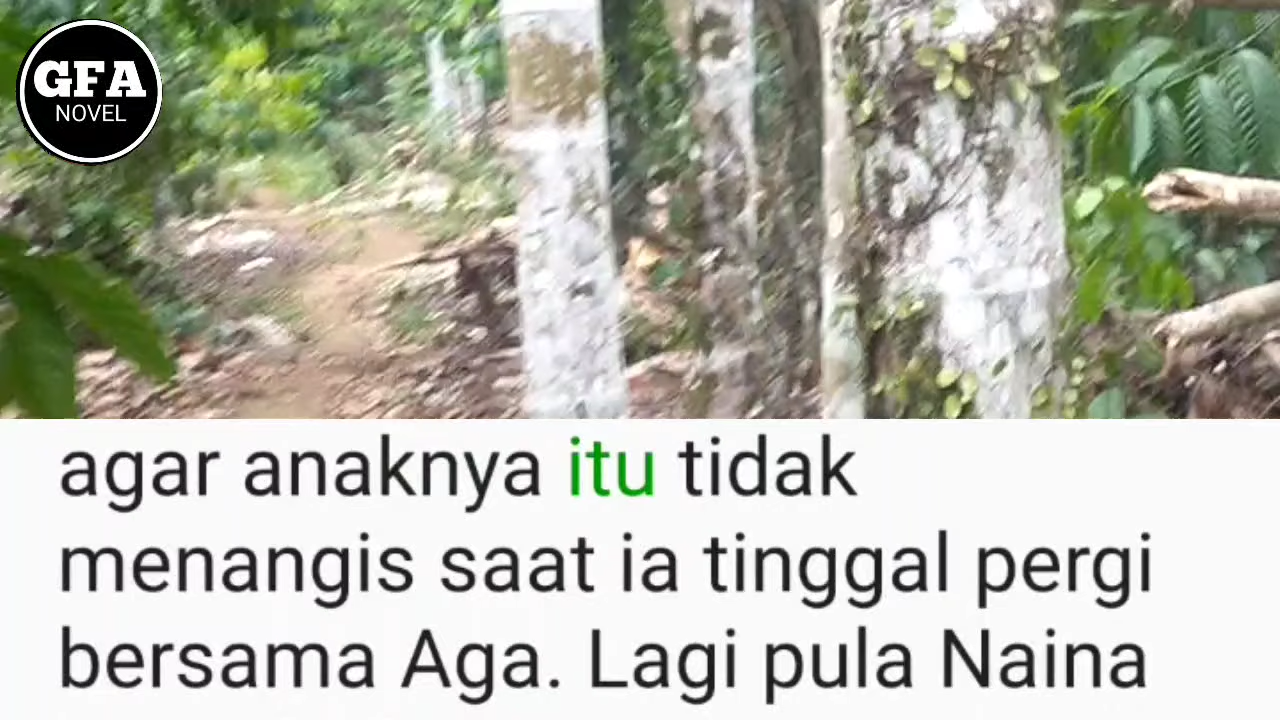 GFA
NOVEL
agar anaknya itu tidak
menangis saat ia tinggal pergi
bersama Aga. Lagi pula Naina